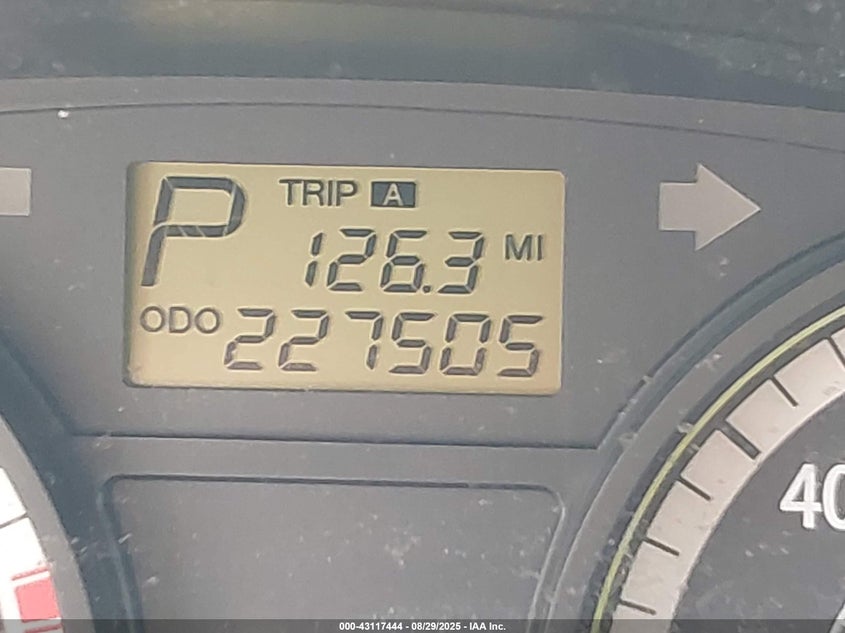 P TRIP A
126.3 MI
ODO 227505
40
000-43117444 - 08/29/2025 - IAA Inc.